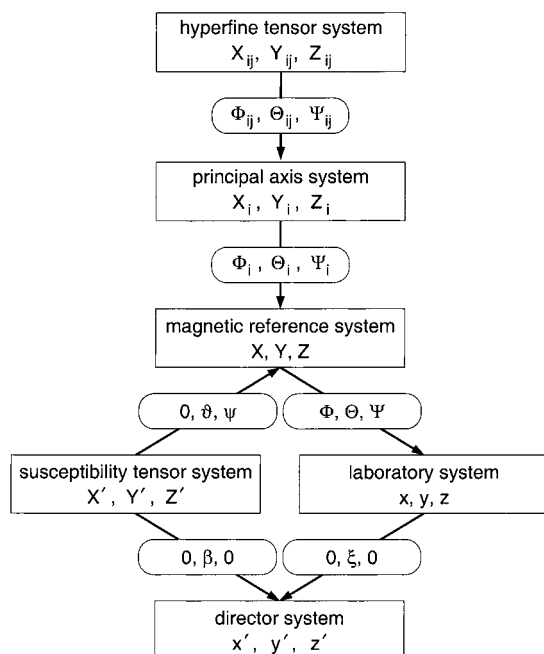 hyperfine tensor system
X_ij, Y_ij, Z_ij
Φ_ij, Θ_ij, Ψ_ij
principal axis system
X_i , Y_i , Z_i
Φ_i , Θ_i , Ψ_i
magnetic reference system
X, Y, Z
0, ϑ, ψ
Φ, Θ, Ψ
susceptibility tensor system
X′, Y′, Z′
laboratory system
x, y, z
0, β, 0
0, ξ, 0
director system
x′, y′, z′